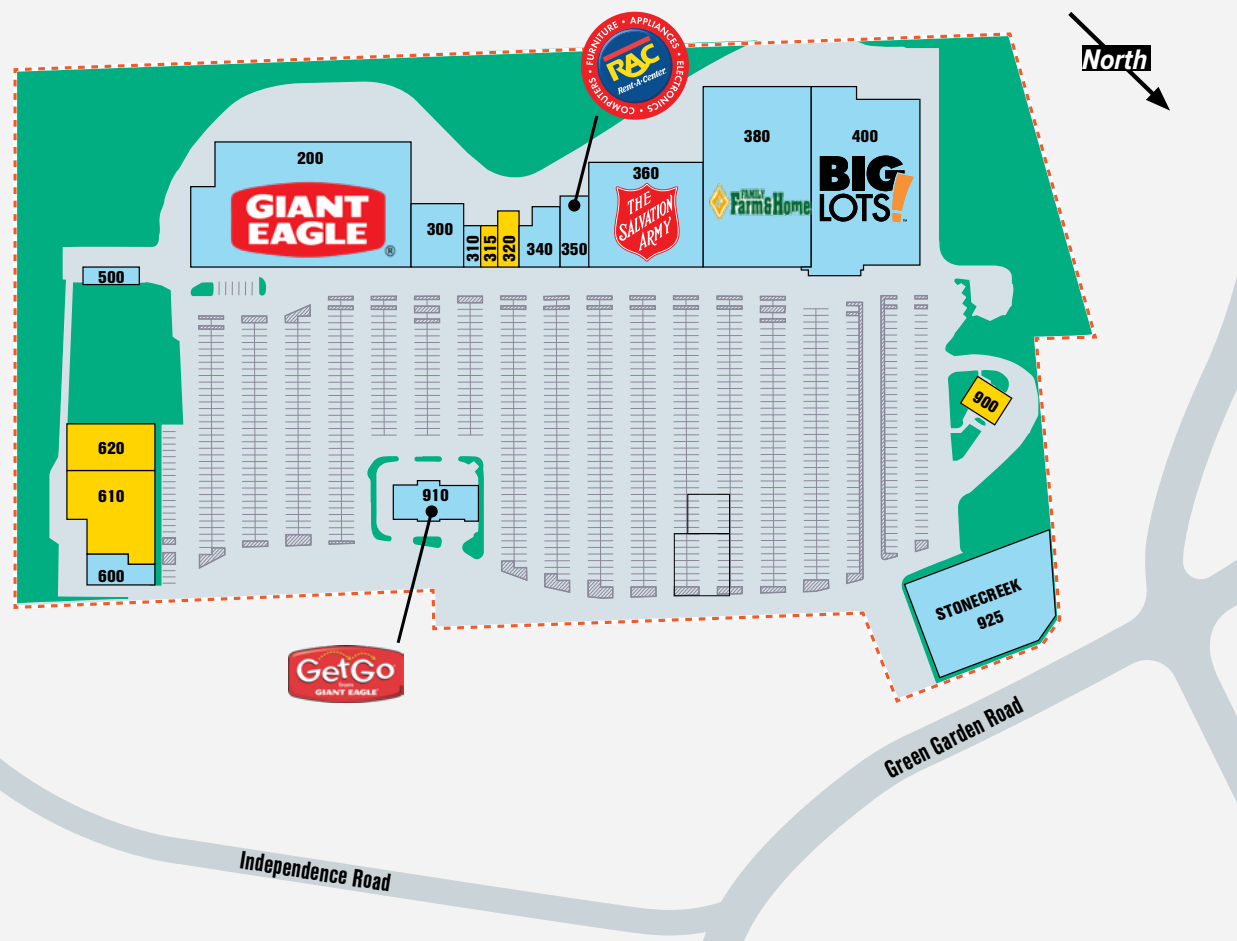 FURNITURE • APPLIANCES • ELECTRONICS • COMPUTERS •
RAC
Rent-A-Center
North
200
GIANT
EAGLE
®
300
310
315
320
340
350
360
THE
SALVATION
ARMY
380
FAMILY
Farm&Home
400
BIG
LOTS!
™
500
620
610
600
910
900
STONECREEK
925
GetGo
from
GIANT EAGLE
Green Garden Road
Independence Road